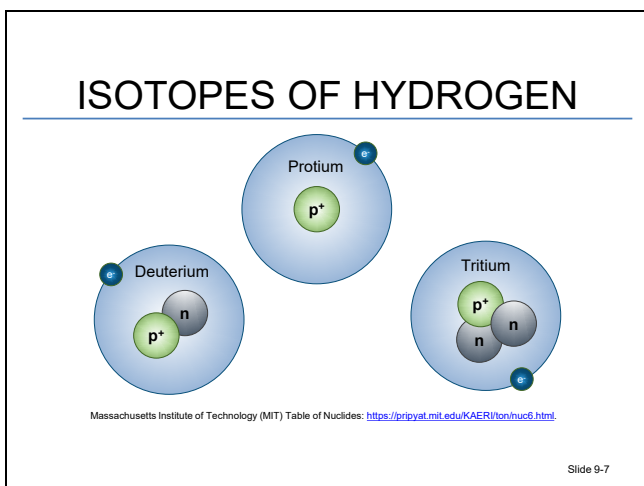 ISOTOPES OF HYDROGEN
Protium
e-
p+
Deuterium
e-
n
p+
Tritium
p+
n
n
e-
Massachusetts Institute of Technology (MIT) Table of Nuclides: https://pripyat.mit.edu/KAERI/ton/nuc6.html.
Slide 9-7